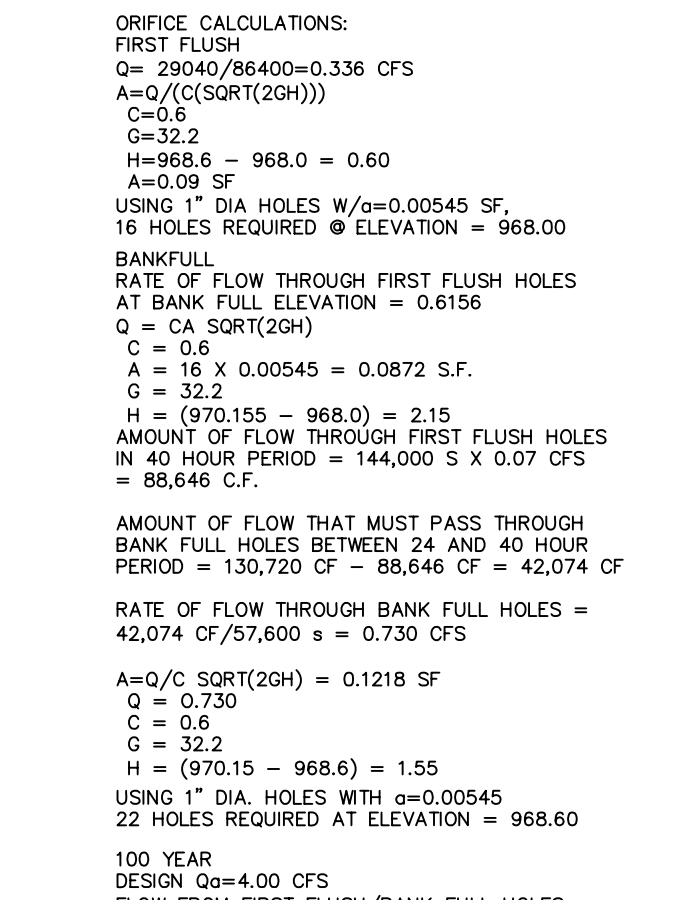 ORIFICE CALCULATIONS:
FIRST FLUSH
Q= 29040/86400=0.336 CFS
A=Q/(C(SQRT(2GH)))
C=0.6
G=32.2
H=968.6 – 968.0 = 0.60
A=0.09 SF
USING 1" DIA HOLES W/a=0.00545 SF,
16 HOLES REQUIRED @ ELEVATION = 968.00
BANKFULL
RATE OF FLOW THROUGH FIRST FLUSH HOLES
AT BANK FULL ELEVATION = 0.6156
Q = CA SQRT(2GH)
C = 0.6
A = 16 X 0.00545 = 0.0872 S.F.
G = 32.2
H = (970.155 – 968.0) = 2.15
AMOUNT OF FLOW THROUGH FIRST FLUSH HOLES
IN 40 HOUR PERIOD = 144,000 S X 0.07 CFS
= 88,646 C.F.
AMOUNT OF FLOW THAT MUST PASS THROUGH
BANK FULL HOLES BETWEEN 24 AND 40 HOUR
PERIOD = 130,720 CF – 88,646 CF = 42,074 CF
RATE OF FLOW THROUGH BANK FULL HOLES =
42,074 CF/57,600 s = 0.730 CFS
A=Q/C SQRT(2GH) = 0.1218 SF
Q = 0.730
C = 0.6
G = 32.2
H = (970.15 – 968.6) = 1.55
USING 1" DIA. HOLES WITH a=0.00545
22 HOLES REQUIRED AT ELEVATION = 968.60
100 YEAR
DESIGN Qa=4.00 CFS
FLOW FROM FIRST FLUSH/BANK FULL HOLES